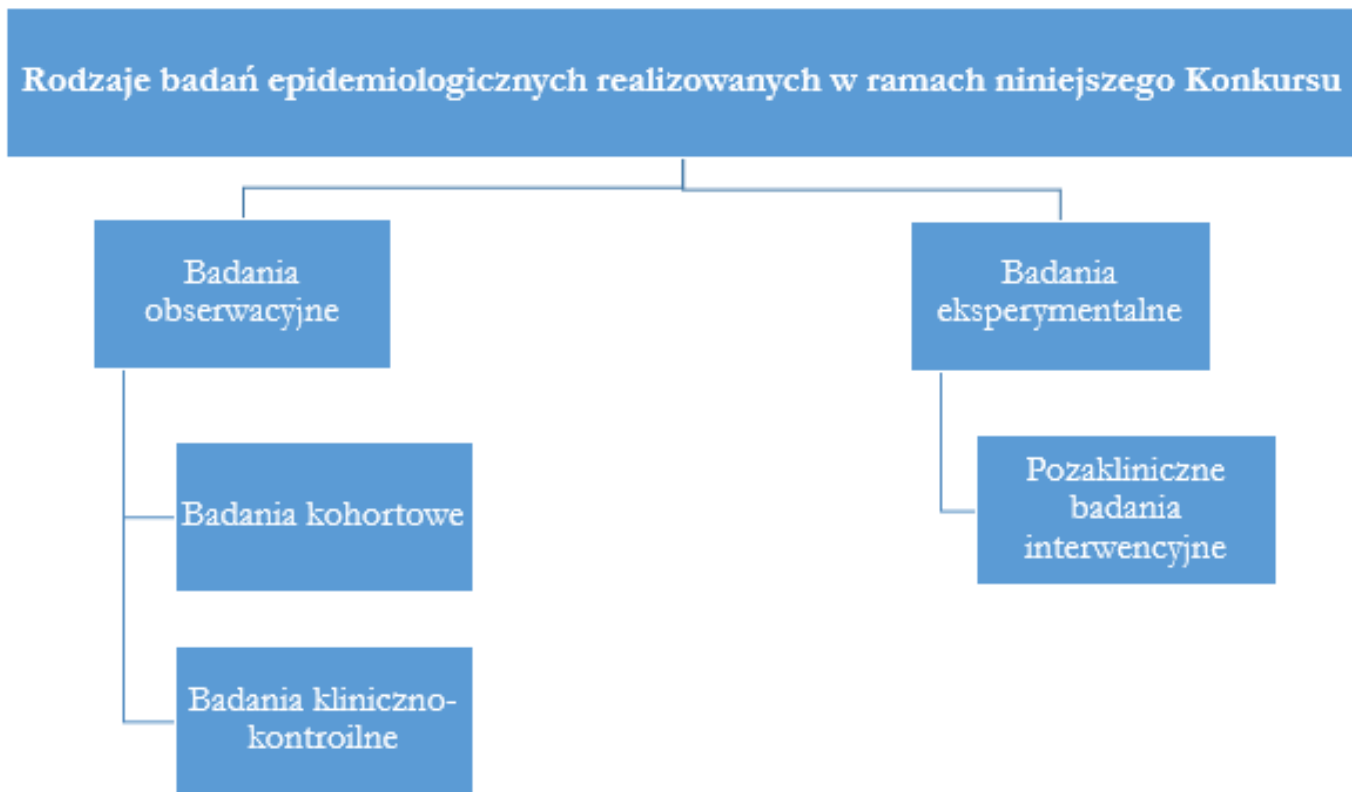 Rodzaje badań epidemiologicznych realizowanych w ramach niniejszego Konkursu
Badania
obserwacyjne
Badania
eksperymentalne
Badania kohortowe
Pozakliniczne
badania
interwencyjne
Badania kliniczno-
kontroilne